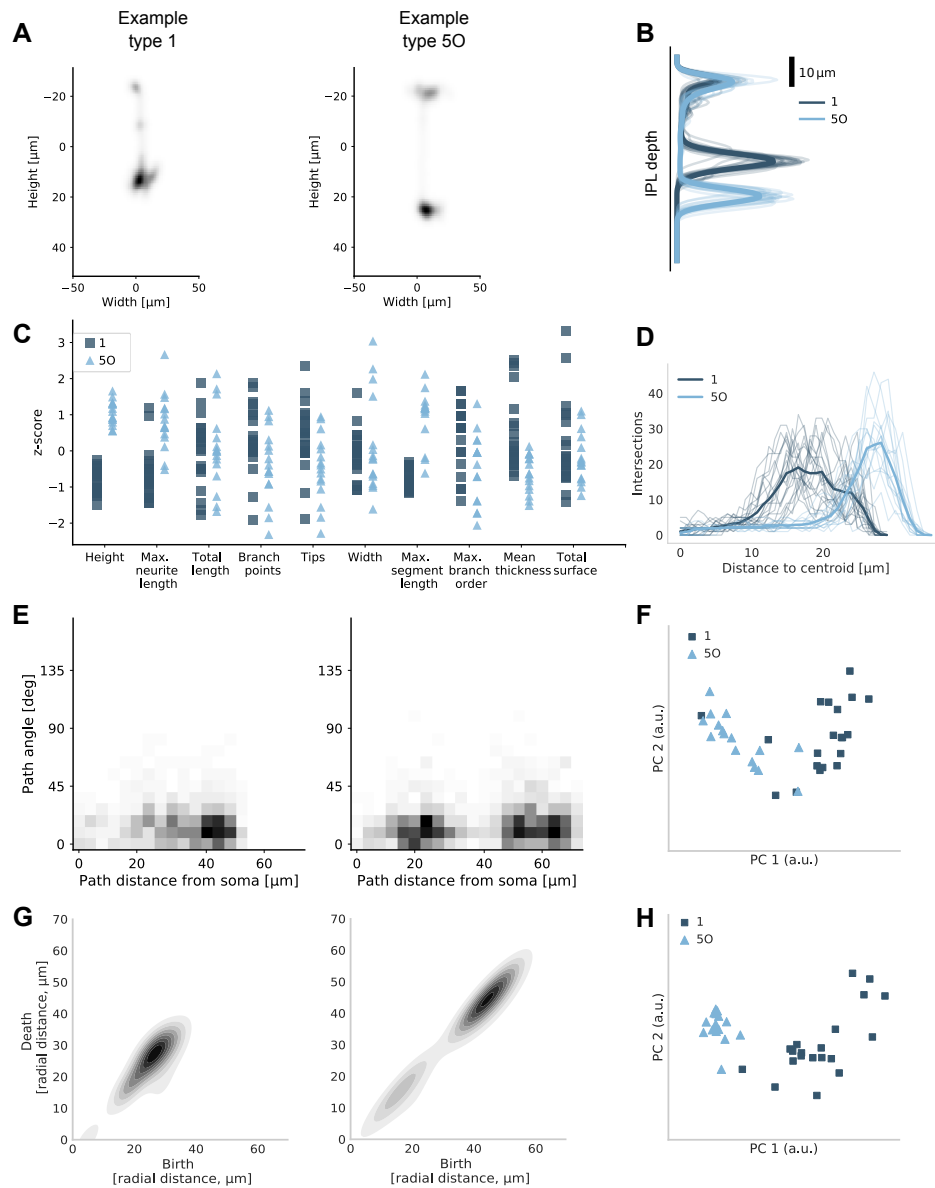 A
Example
type 1
Example
type 5O
B
−20
0
20
40
Height [µm]
−50
0
50
Width [µm]
−20
0
20
40
Height [µm]
−50
0
50
Width [µm]
IPL depth
10 µm
1
5O
C
1
5O
3
2
1
0
−1
−2
z-score
Height
Max.
neurite
length
Total
length
Branch
points
Tips
Width
Max.
segment
length
Max.
branch
order
Mean
thickness
Total
surface
D
1
5O
40
30
20
10
0
Intersections
0
20
Distance to centroid [µm]
E
135
90
45
0
Path angle [deg]
0
20
40
60
Path distance from soma [µm]
135
90
45
0
0
20
40
60
Path distance from soma [µm]
F
1
5O
PC 2 (a.u.)
PC 1 (a.u.)
G
70
60
50
40
30
20
10
0
Death
[radial distance, µm]
0
20
40
60
Birth
[radial distance, µm]
70
60
50
40
30
20
10
0
0
20
40
60
Birth
[radial distance, µm]
H
1
5O
PC 2 (a.u.)
PC 1 (a.u.)